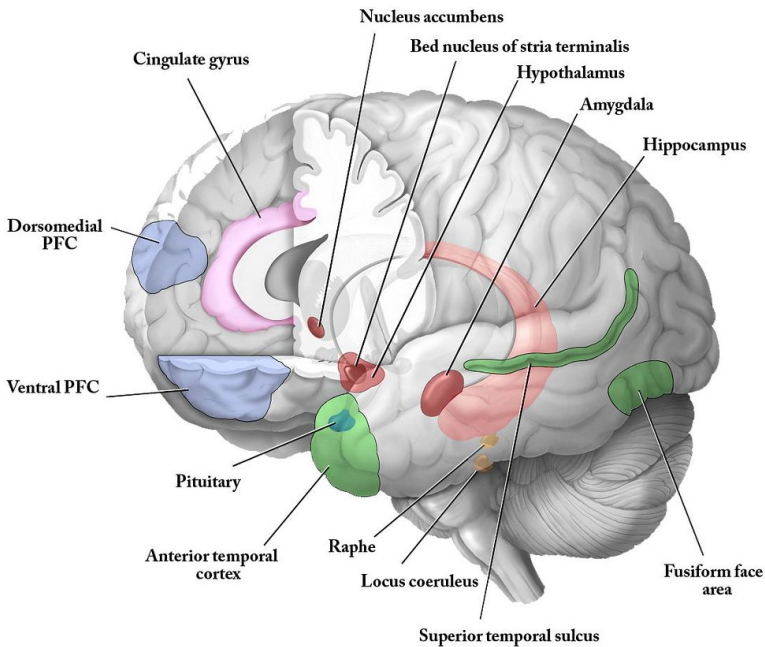 Nucleus accumbens
Bed nucleus of stria terminalis
Cingulate gyrus
Hypothalamus
Amygdala
Hippocampus
Dorsomedial
PFC
Ventral PFC
Pituitary
Anterior temporal
cortex
Raphe
Locus coeruleus
Fusiform face
area
Superior temporal sulcus